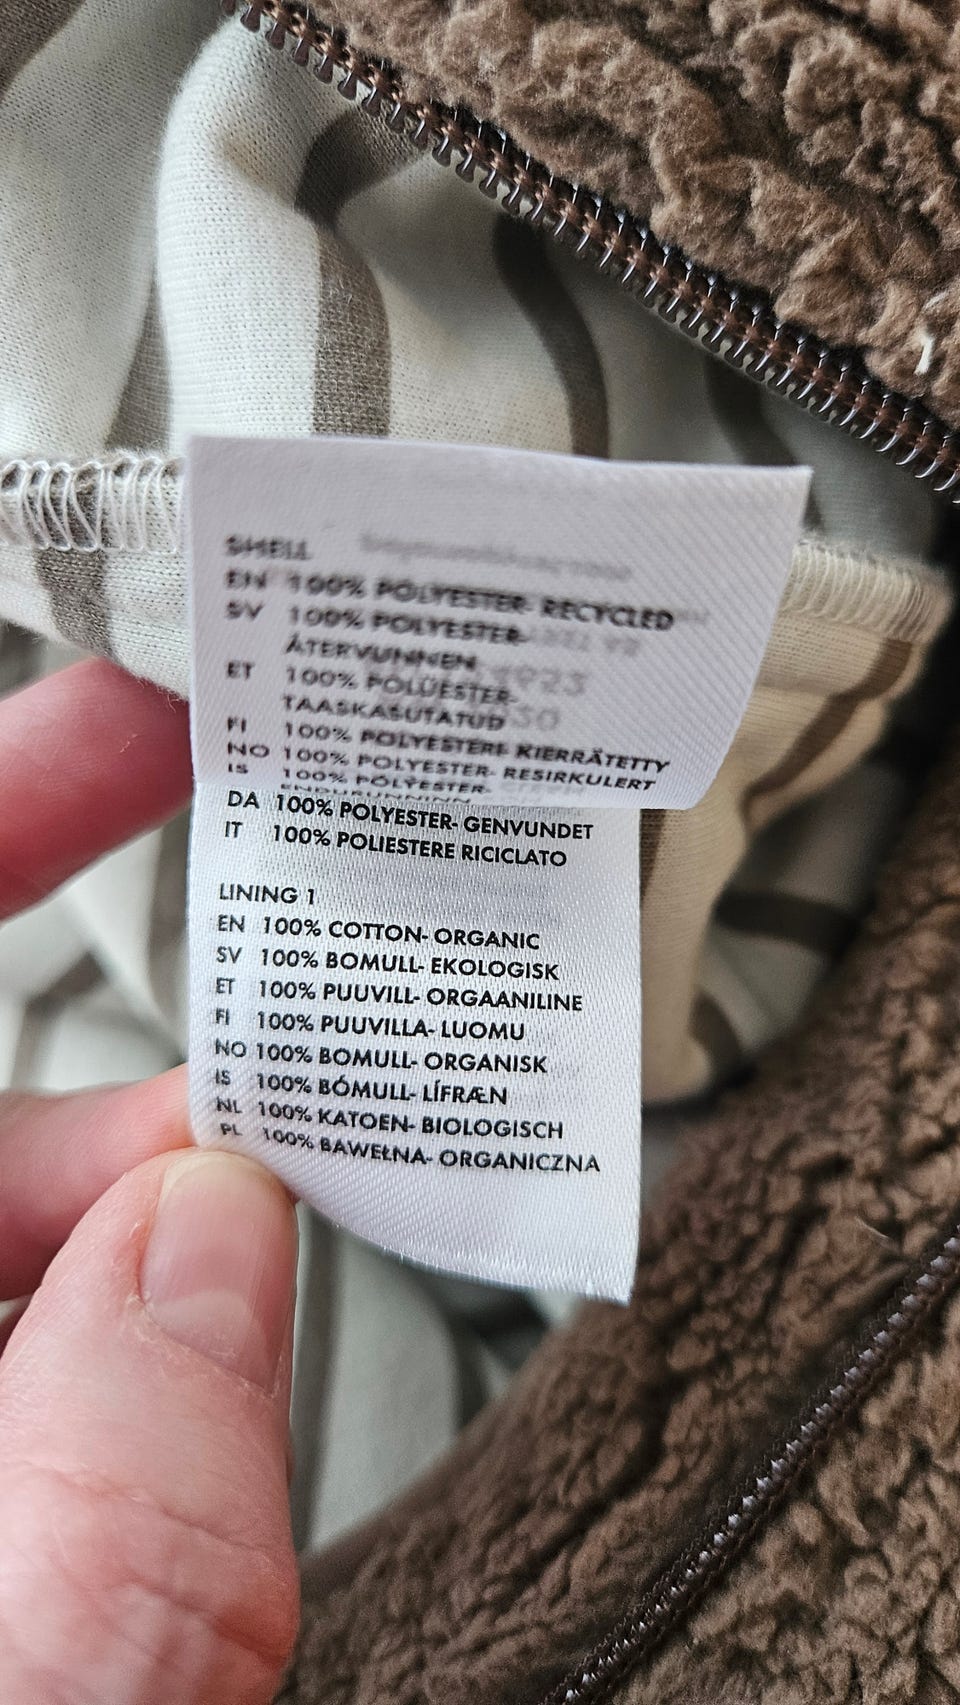 SHELL
EN 100% POLYESTER- RECYCLED
SV 100% POLYESTER-
ÅTERVUNNEN
ET 100% POLÜESTER-
TAASKASUTATUD
FI 100% POLYESTERI- KIERRÄTETTY
NO 100% POLYESTER- RESIRKULERT
IS 100% PÓLÝESTER-
ENDURUNNINN
DA 100% POLYESTER- GENVUNDET
IT 100% POLIESTERE RICICLATO
LINING 1
EN 100% COTTON- ORGANIC
SV 100% BOMULL- EKOLOGISK
ET 100% PUUVILL- ORGAANILINE
FI 100% PUUVILLA- LUOMU
NO 100% BOMULL- ORGANISK
IS 100% BÓMULL- LÍFRÆN
NL 100% KATOEN- BIOLOGISCH
PL 100% BAWEŁNA- ORGANICZNA